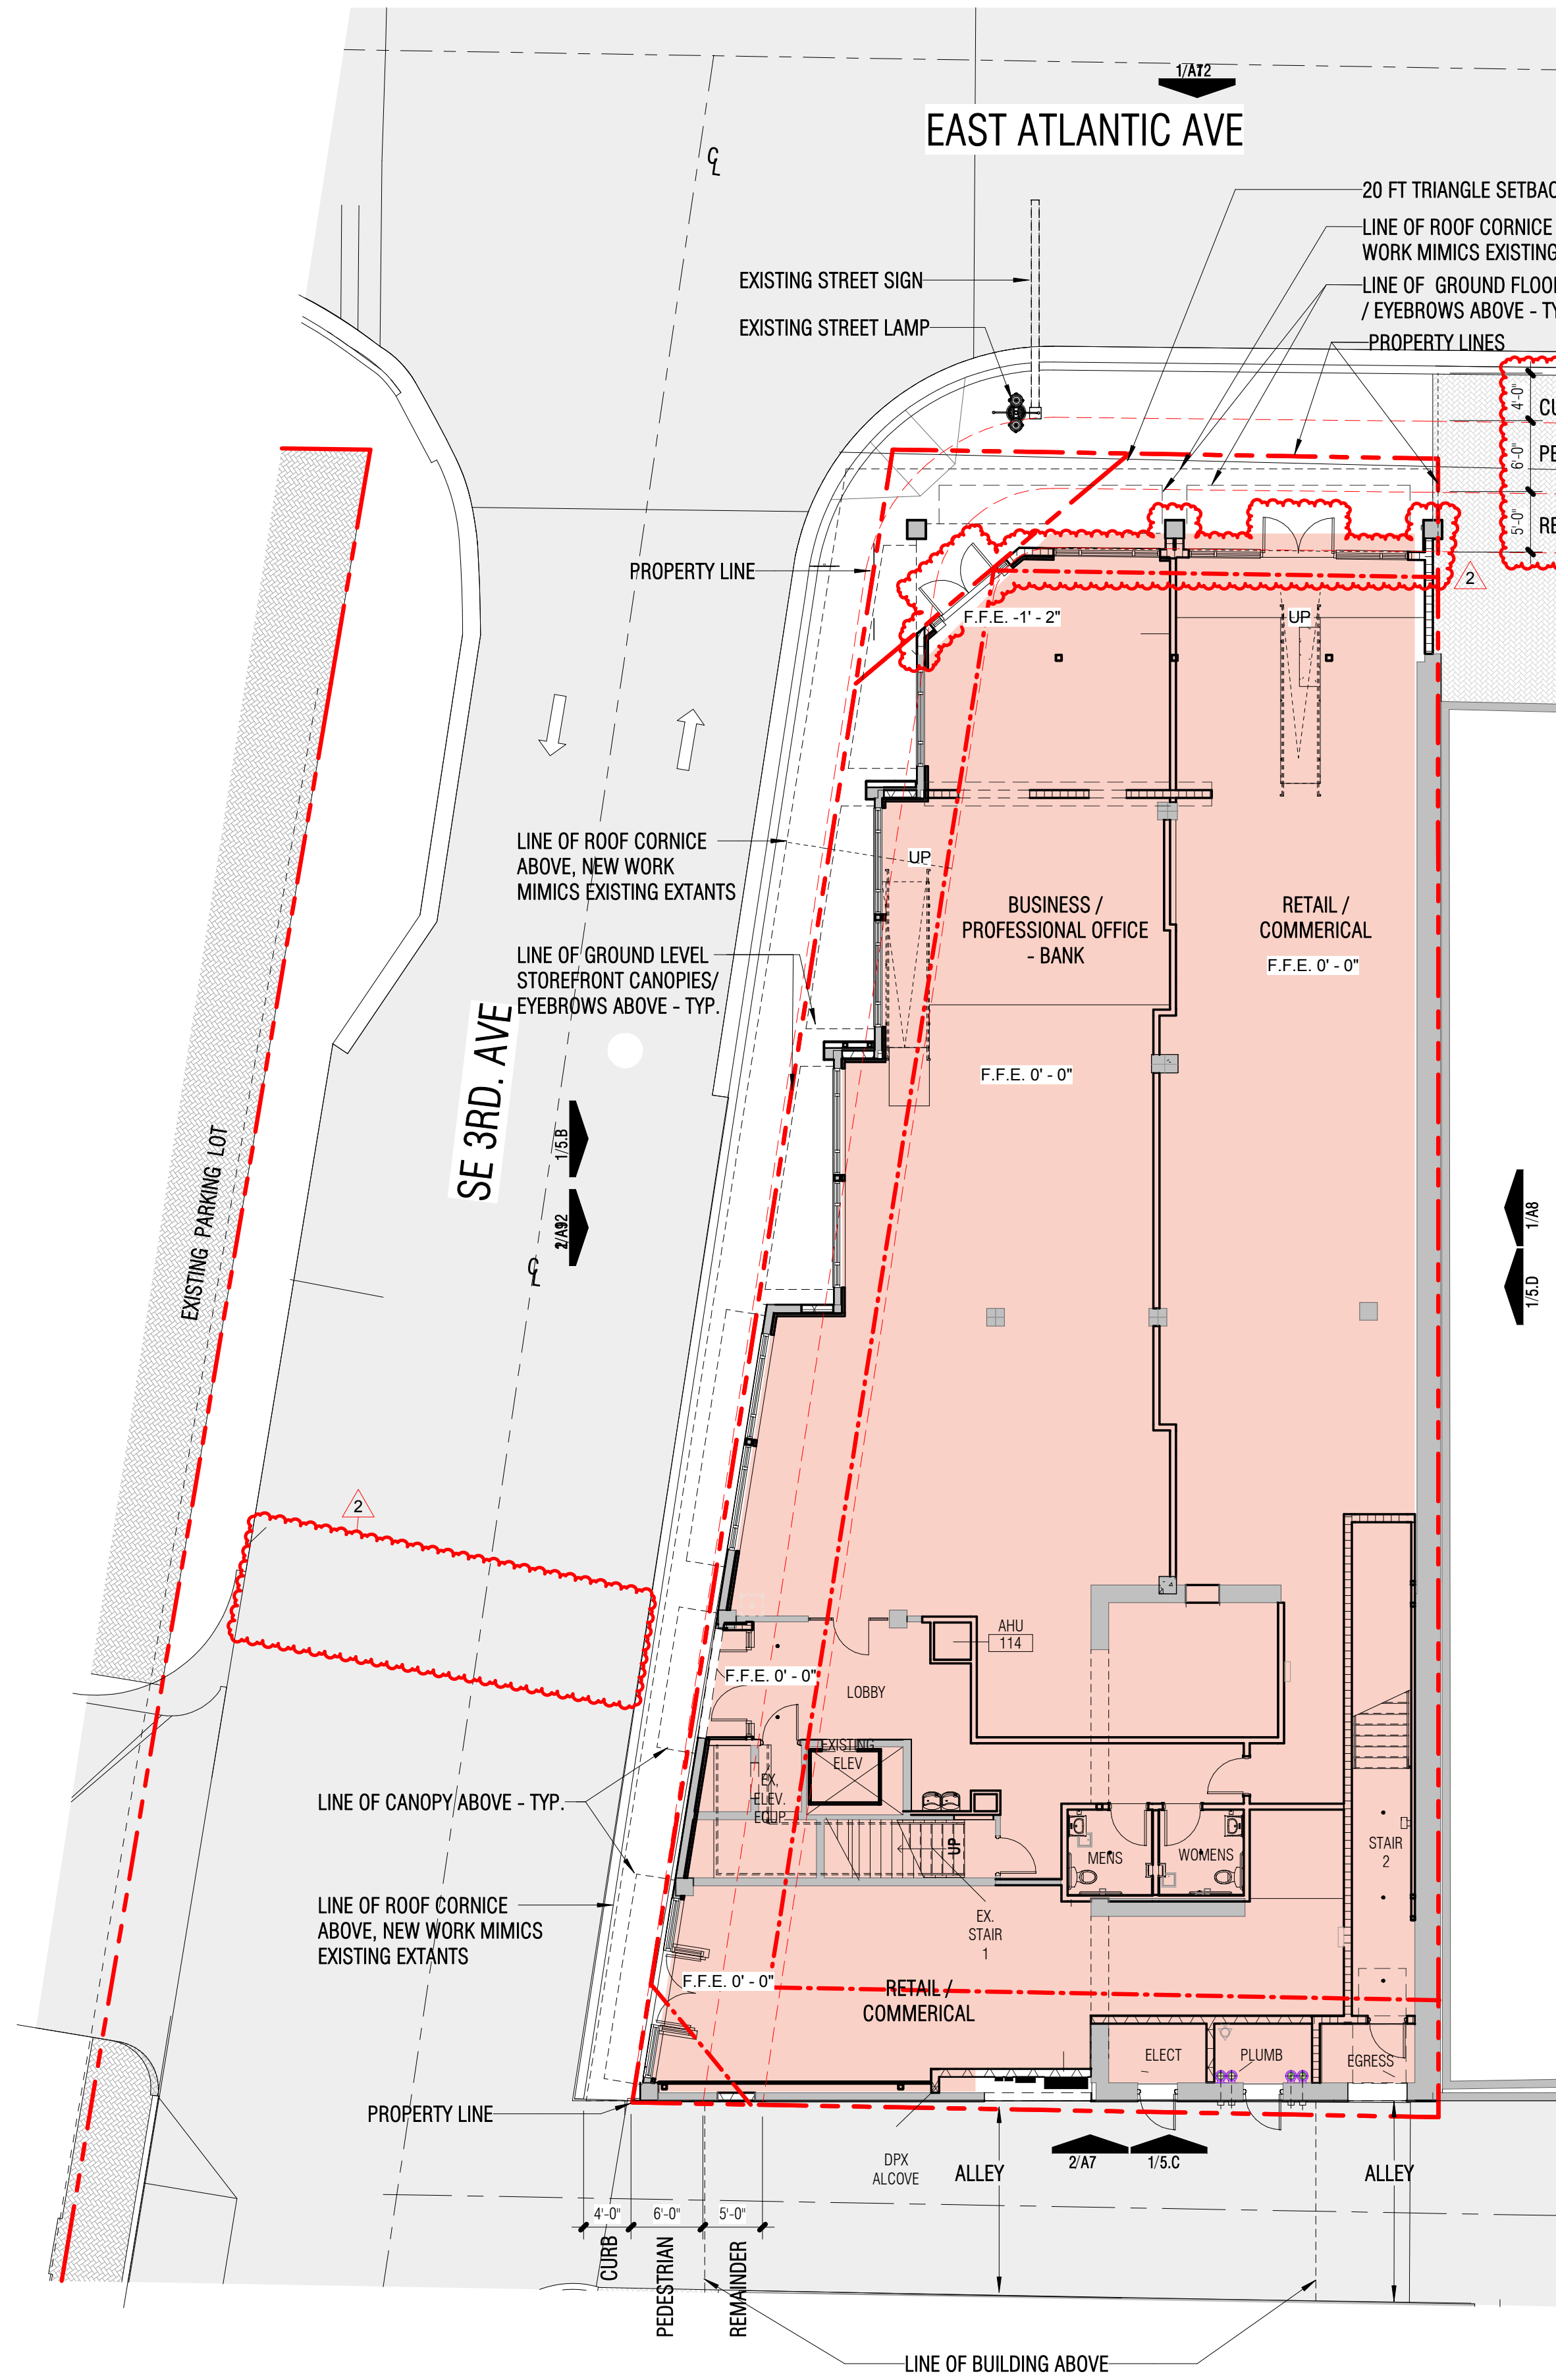 1/A12
EAST ATLANTIC AVE
20 FT TRIANGLE SETBAC
LINE OF ROOF CORNICE
WORK MIMICS EXISTING
LINE OF GROUND FLOO
/ EYEBROWS ABOVE - TY
PROPERTY LINES
EXISTING STREET SIGN
EXISTING STREET LAMP
4'-0"
CU
6'-0"
PE
5'-0"
RE
PROPERTY LINE
2
F.F.E. -1' - 2"
UP
LINE OF ROOF CORNICE
ABOVE, NEW WORK
MIMICS EXISTING EXTANTS
UP
BUSINESS /
PROFESSIONAL OFFICE
- BANK
RETAIL /
COMMERICAL
F.F.E. 0' - 0"
LINE OF GROUND LEVEL
STOREFRONT CANOPIES/
EYEBROWS ABOVE - TYP.
SE 3RD. AVE
F.F.E. 0' - 0"
1/5.B
EXISTING PARKING LOT
1/A8
1/5.D
2
AHU
114
F.F.E. 0' - 0"
LOBBY
EXISTING
ELEV
EX.
ELEV.
EQUIP
LINE OF CANOPY ABOVE - TYP.
UP
MENS
WOMENS
STAIR
2
LINE OF ROOF CORNICE
ABOVE, NEW WORK MIMICS
EXISTING EXTANTS
EX.
STAIR
1
F.F.E. 0' - 0"
RETAIL /
COMMERICAL
ELECT
PLUMB
EGRESS
PROPERTY LINE
DPX
ALCOVE
ALLEY
2/A7
1/5.C
ALLEY
4'-0"
6'-0"
5'-0"
CURB
PEDESTRIAN
REMAINDER
LINE OF BUILDING ABOVE